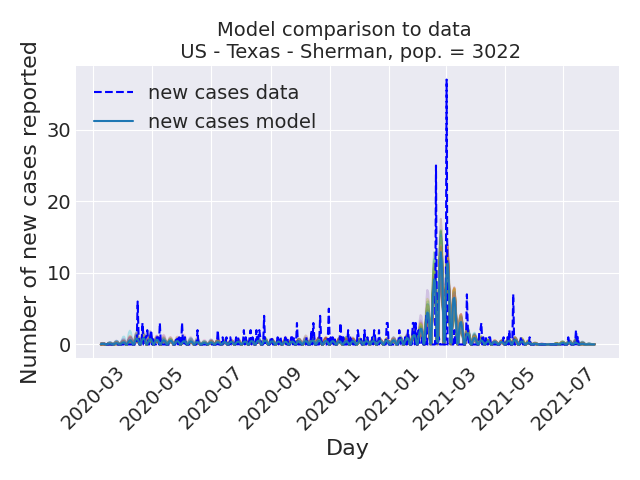 Model comparison to data
US - Texas - Sherman, pop. = 3022
Number of new cases reported
new cases data
new cases model
30
20
10
0
2020-03
2020-05
2020-07
2020-09
2020-11
2021-01
2021-03
2021-05
2021-07
Day